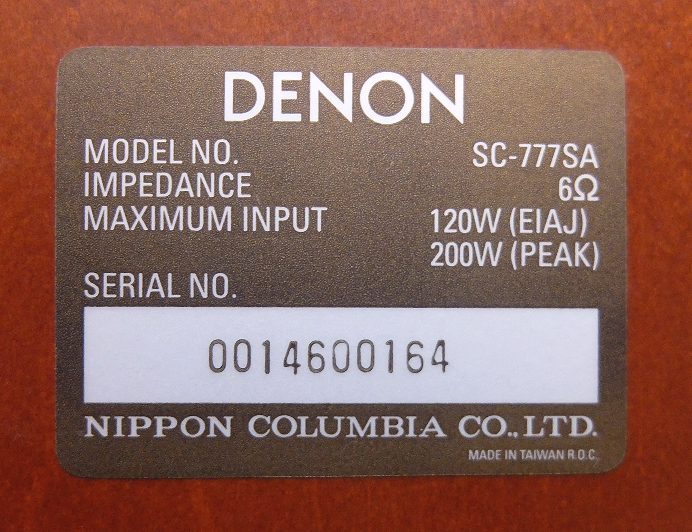 DENON
MODEL NO. SC-777SA
IMPEDANCE 6Ω
MAXIMUM INPUT 120W (EIAJ)
200W (PEAK)
SERIAL NO.
0014600164
NIPPON COLUMBIA CO., LTD.
MADE IN TAIWAN R.O.C.